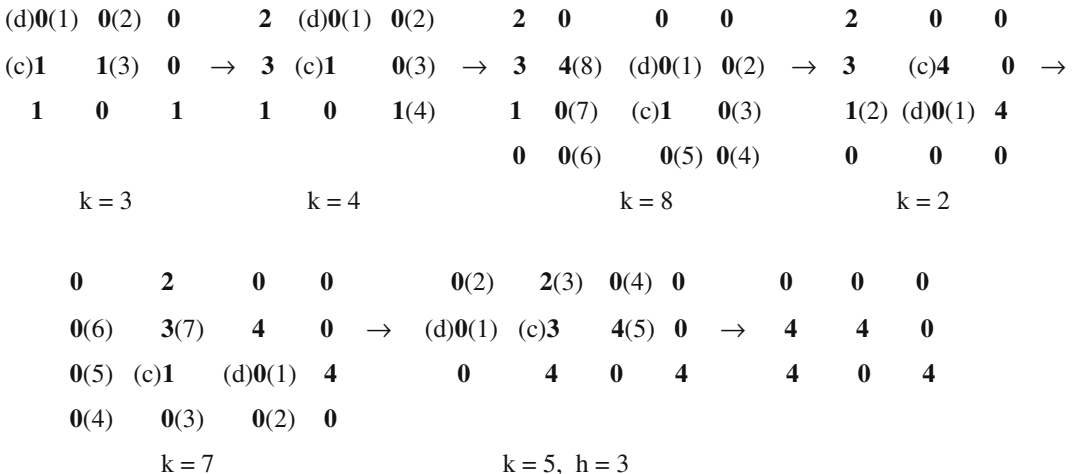 (d)0(1) 0(2) 0 2 (d)0(1) 0(2) 2 0 0 0 2 0 0
(c)1 1(3) 0 → 3 (c)1 0(3) → 3 4(8) (d)0(1) 0(2) → 3 (c)4 0 →
1 0 1 1 0 1(4) 1 0(7) (c)1 0(3) 1(2) (d)0(1) 4
0 0(6) 0(5) 0(4) 0 0 0
k = 3 k = 4 k = 8 k = 2
0 2 0 0 0(2) 2(3) 0(4) 0 0 0 0
0(6) 3(7) 4 0 → (d)0(1) (c)3 4(5) 0 → 4 4 0
0(5) (c)1 (d)0(1) 4 0 4 0 4 4 0 4
0(4) 0(3) 0(2) 0
k = 7 k = 5, h = 3